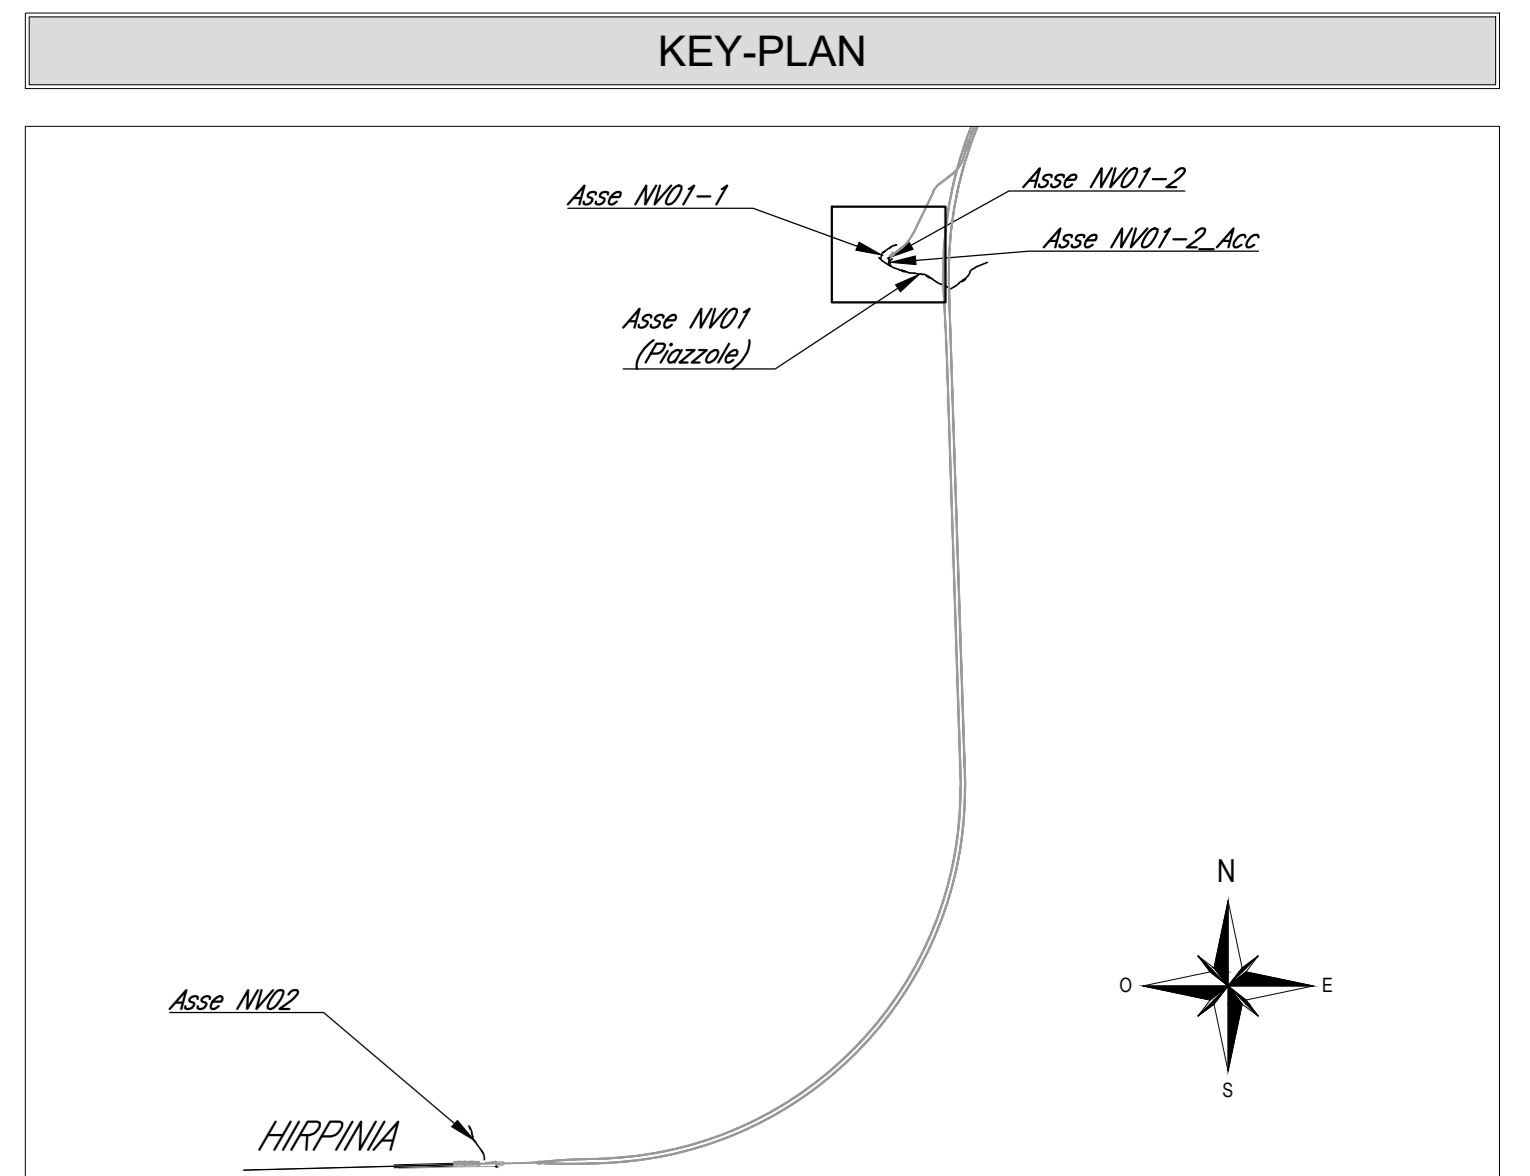 KEY-PLAN
Asse NV01-1
Asse NV01-2
Asse NV01-2_Acc
Asse NV01
(Piazzole)
N
O
E
S
Asse NV02
HIRPINIA